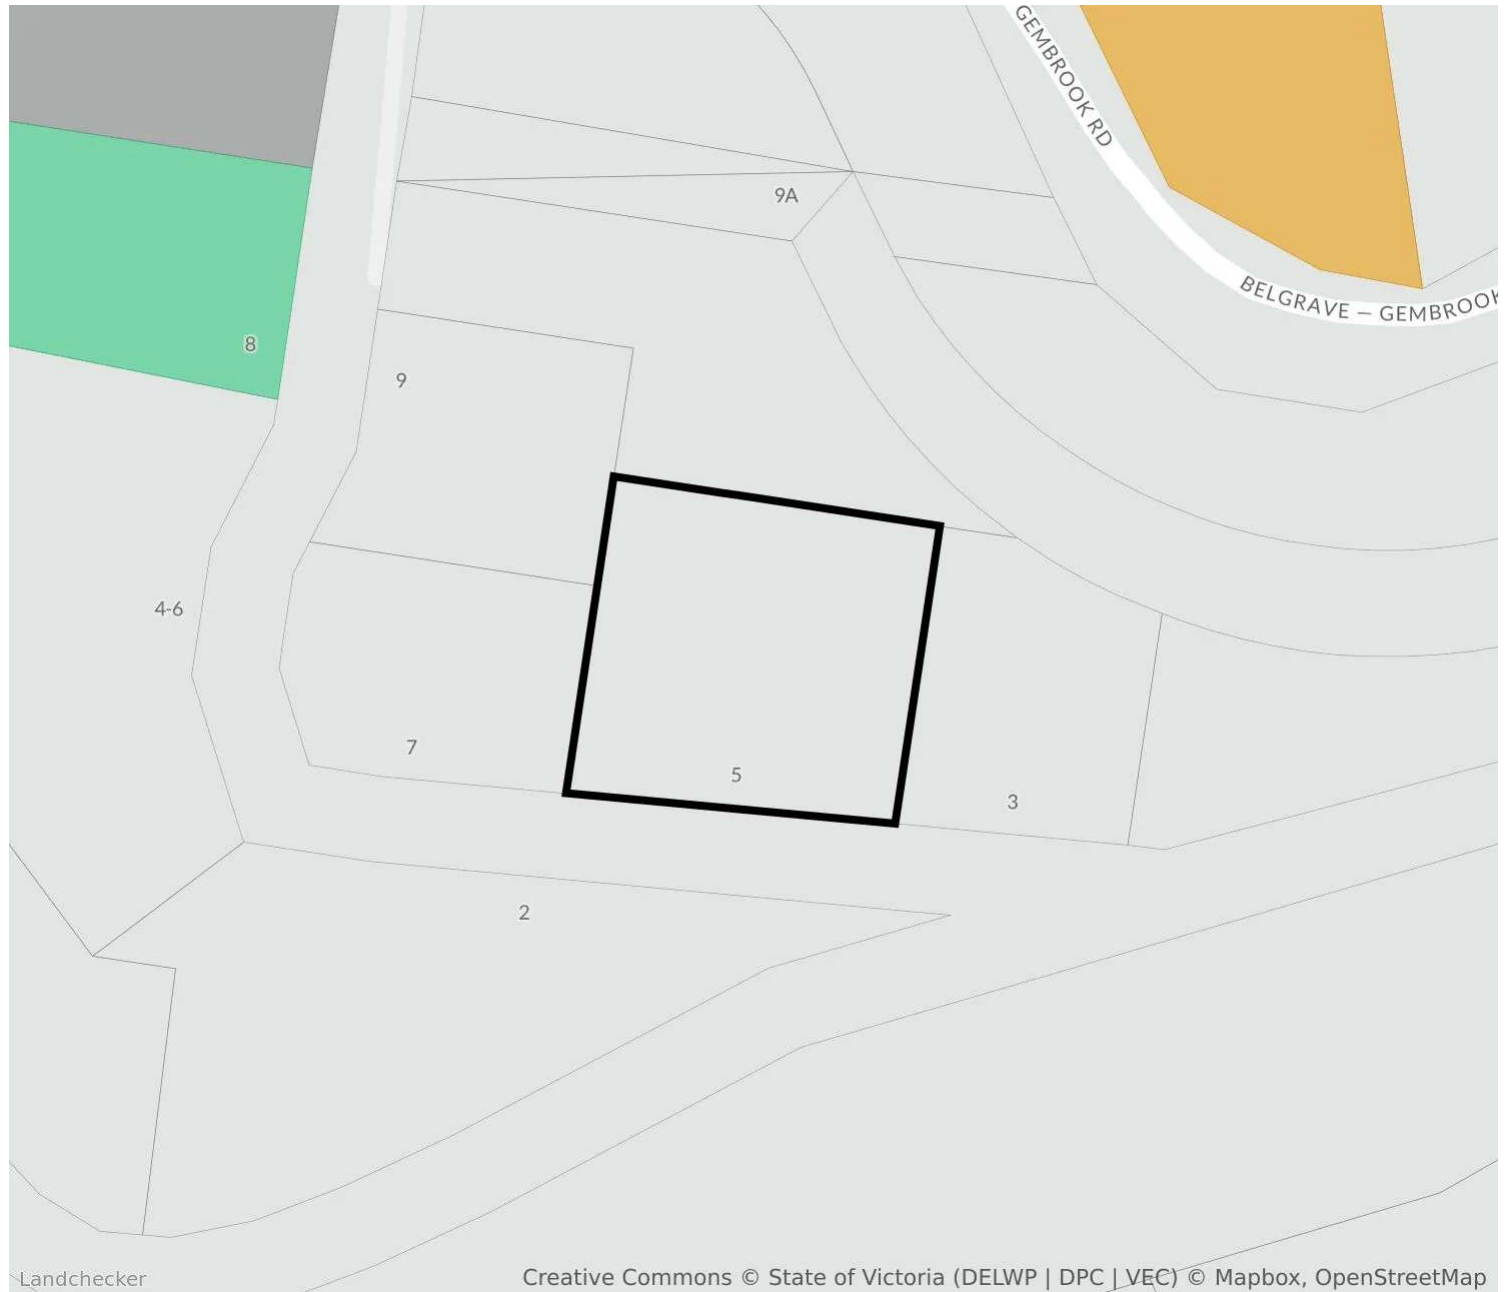 GEMBROOK RD
9A
BELGRAVE – GEMBROOK
8
9
4-6
7
5
3
2
Landchecker
Creative Commons © State of Victoria (DELWP | DPC | VEC) © Mapbox, OpenStreetMap